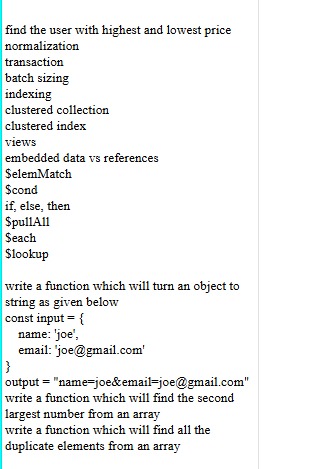 find the user with highest and lowest price
normalization
transaction
batch sizing
indexing
clustered collection
clustered index
views
embedded data vs references
$elemMatch
$cond
if, else, then
$pullAll
$each
$lookup
write a function which will turn an object to
string as given below
const input = {
name: 'joe',
email: 'joe@gmail.com'
}
output = "name=joe&email=joe@gmail.com"
write a function which will find the second
largest number from an array
write a function which will find all the
duplicate elements from an array